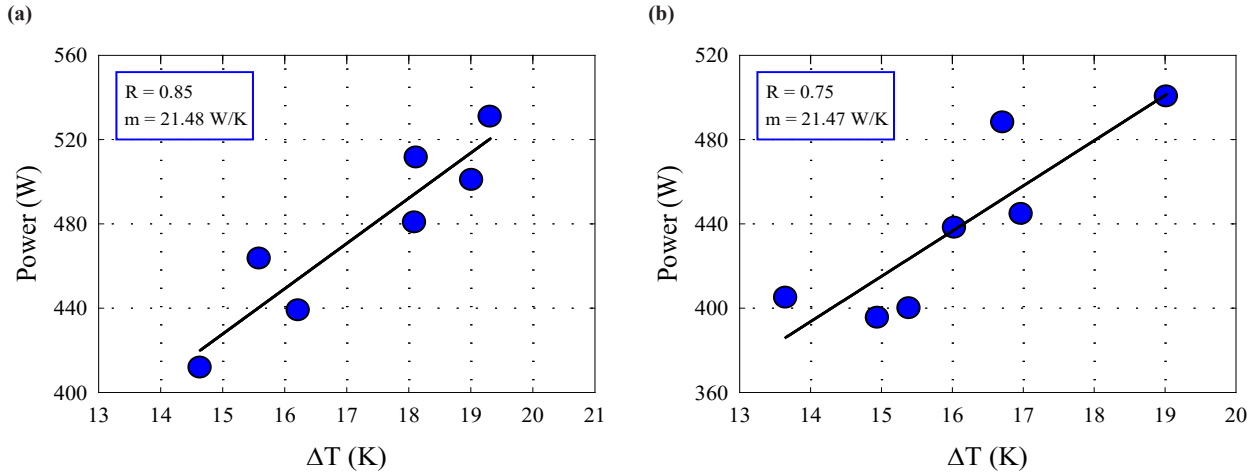 (a)
560
520
480
440
400
Power (W)
R = 0.85
m = 21.48 W/K
13 14 15 16 17 18 19 20 21
ΔT (K)
(b)
520
480
440
400
360
Power (W)
R = 0.75
m = 21.47 W/K
13 14 15 16 17 18 19 20
ΔT (K)